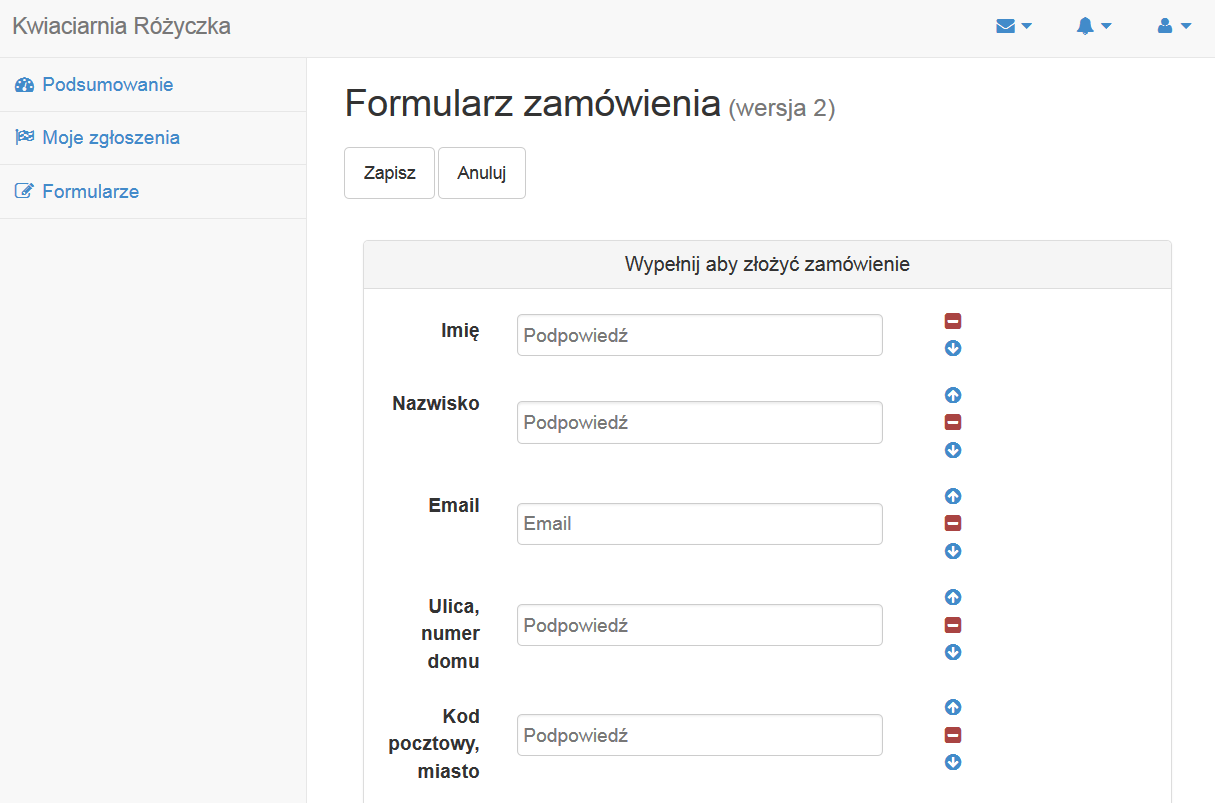 Kwiaciarnia Różyczka
Podsumowanie
Moje zgłoszenia
Formularze
Formularz zamówienia (wersja 2)
Zapisz
Anuluj
Wypełnij aby złożyć zamówienie
Imię
Podpowiedź
Nazwisko
Podpowiedź
Email
Email
Ulica,
numer
domu
Podpowiedź
Kod
pocztowy,
miasto
Podpowiedź